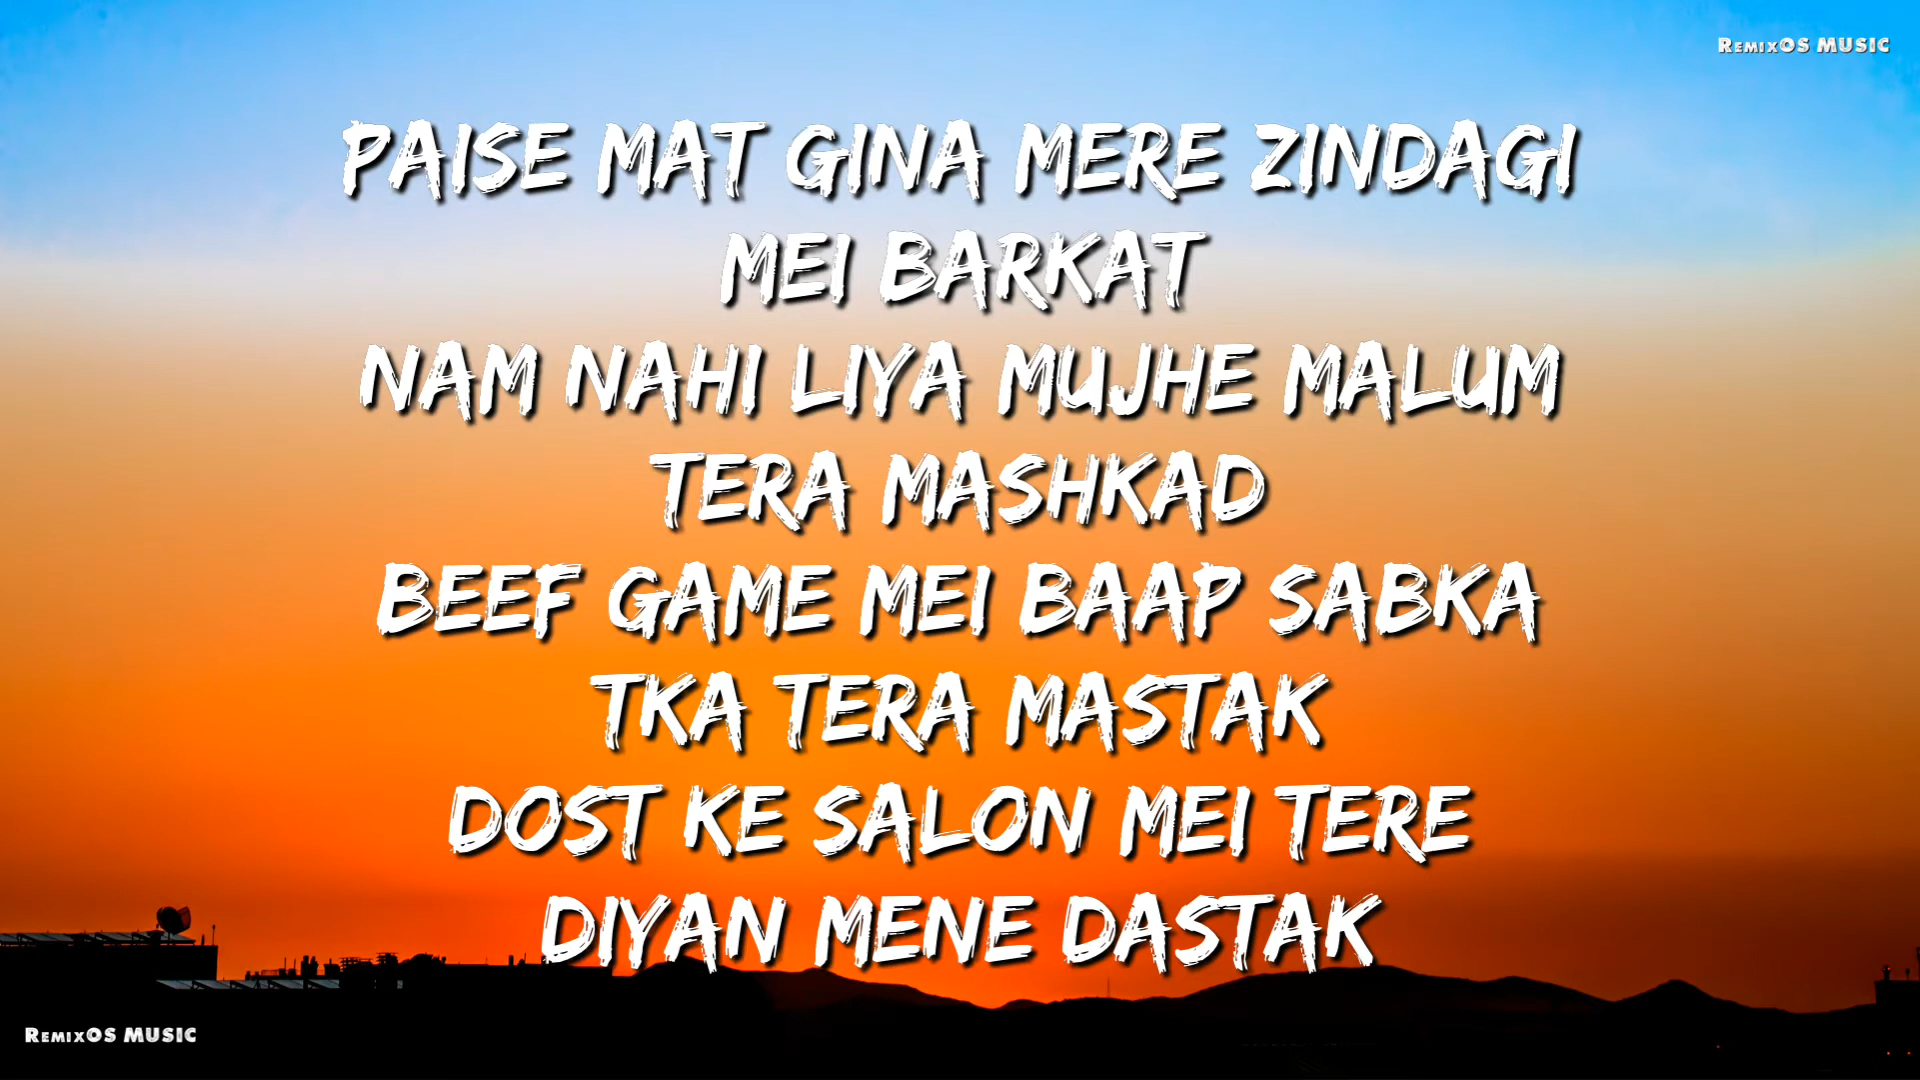 RemixOS MUSIC
PAISE MAT GINA MERE ZINDAGI
MEI BARKAT
NAM NAHI LIYA MUJHE MALUM
TERA MASHKAD
BEEF GAME MEI BAAP SABKA
TKA TERA MASTAK
DOST KE SALON MEI TERE
DIYAN MENE DASTAK
RemixOS MUSIC